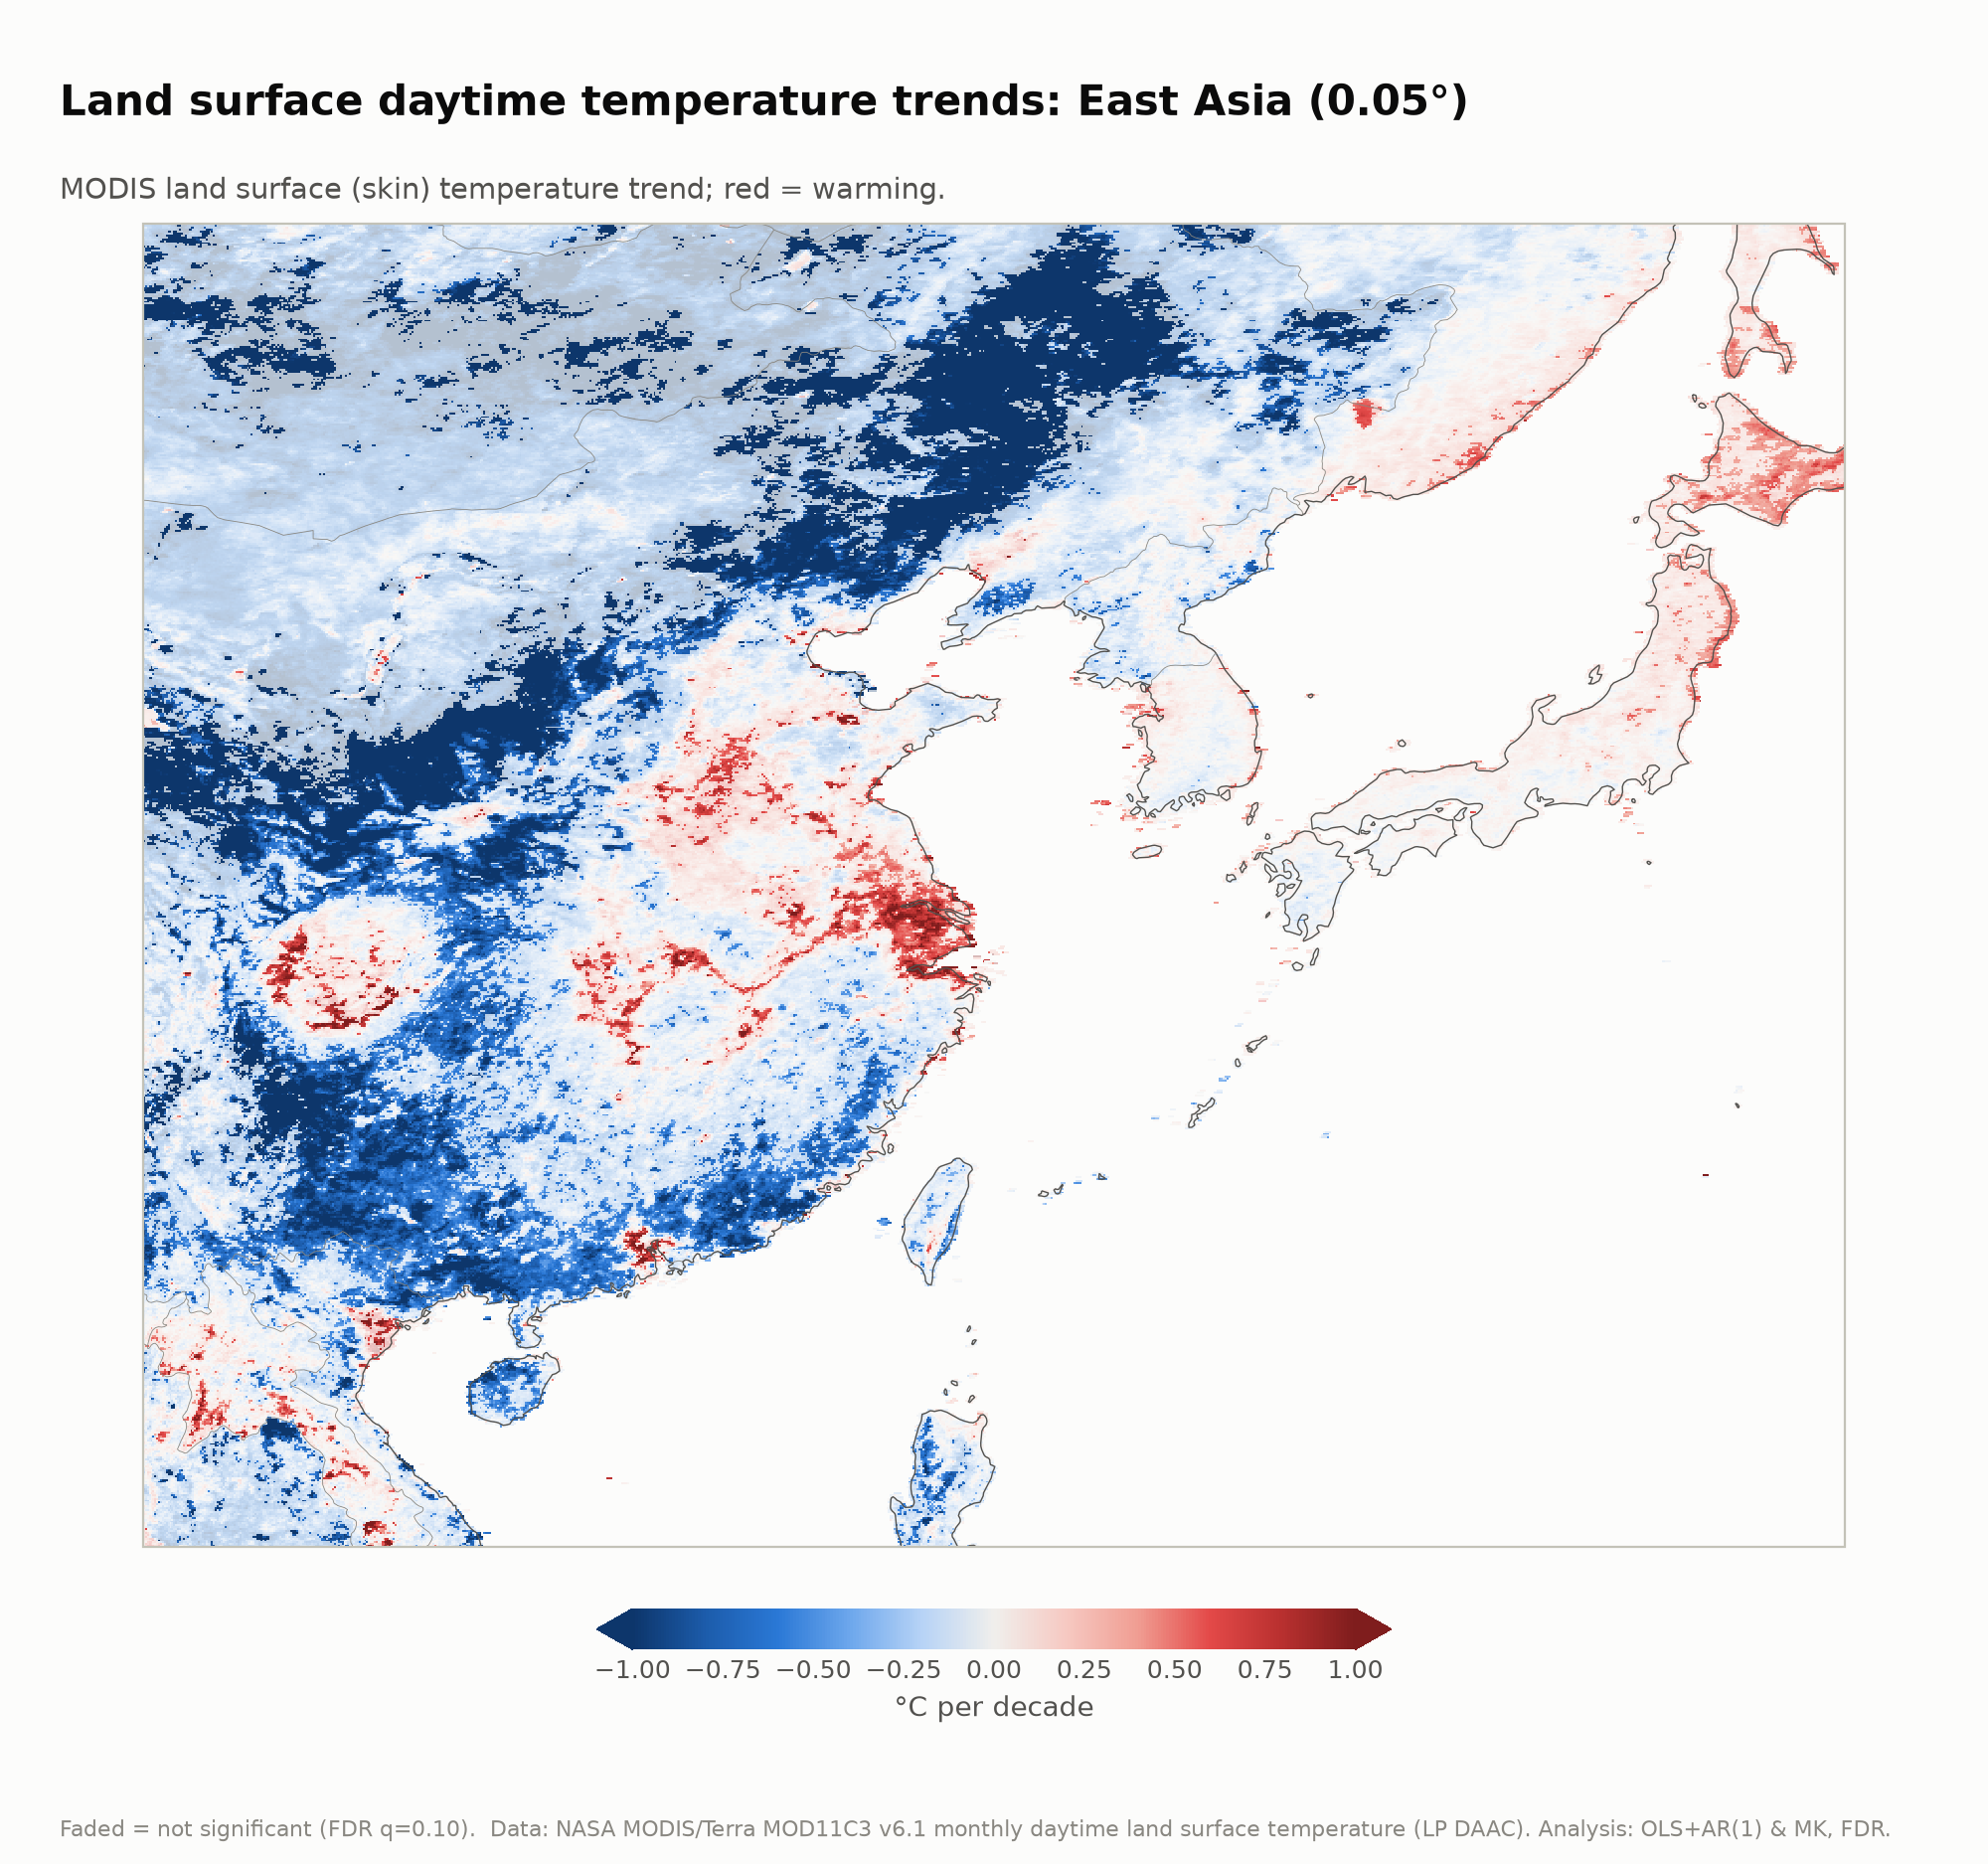 Land surface daytime temperature trends: East Asia (0.05°)
MODIS land surface (skin) temperature trend; red = warming.
−1.00 −0.75 −0.50 −0.25 0.00 0.25 0.50 0.75 1.00
°C per decade
Faded = not significant (FDR q=0.10).  Data: NASA MODIS/Terra MOD11C3 v6.1 monthly daytime land surface temperature (LP DAAC). Analysis: OLS+AR(1) & MK, FDR.